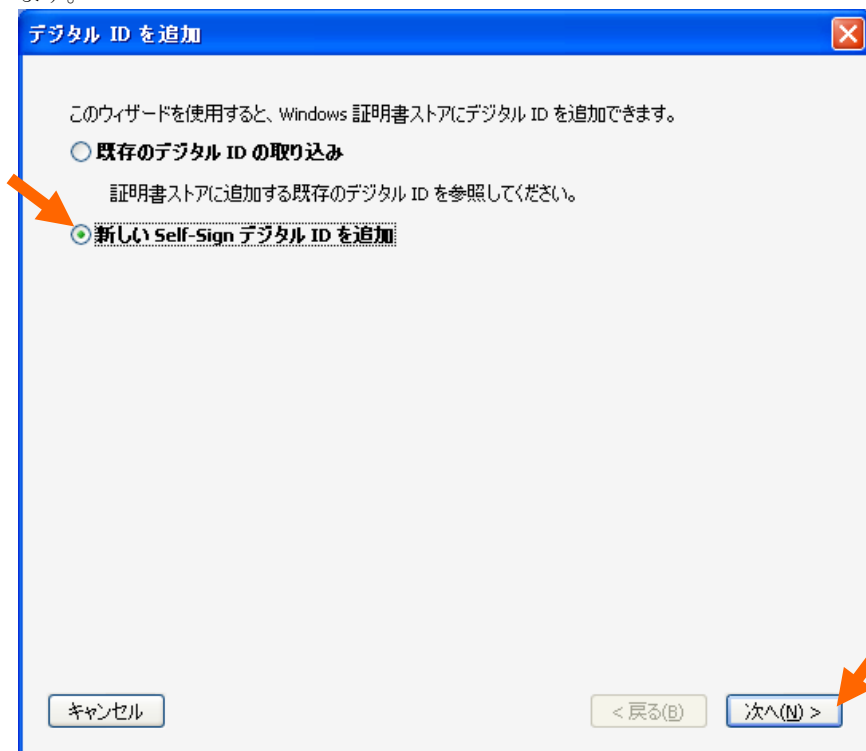 ます。
デジタル ID を追加
このウィザードを使用すると、Windows 証明書ストアにデジタル ID を追加できます。
既存のデジタル ID の取り込み
証明書ストアに追加する既存のデジタル ID を参照してください。
新しい Self-Sign デジタル ID を追加
キャンセル
< 戻る(B)
次へ(N) >